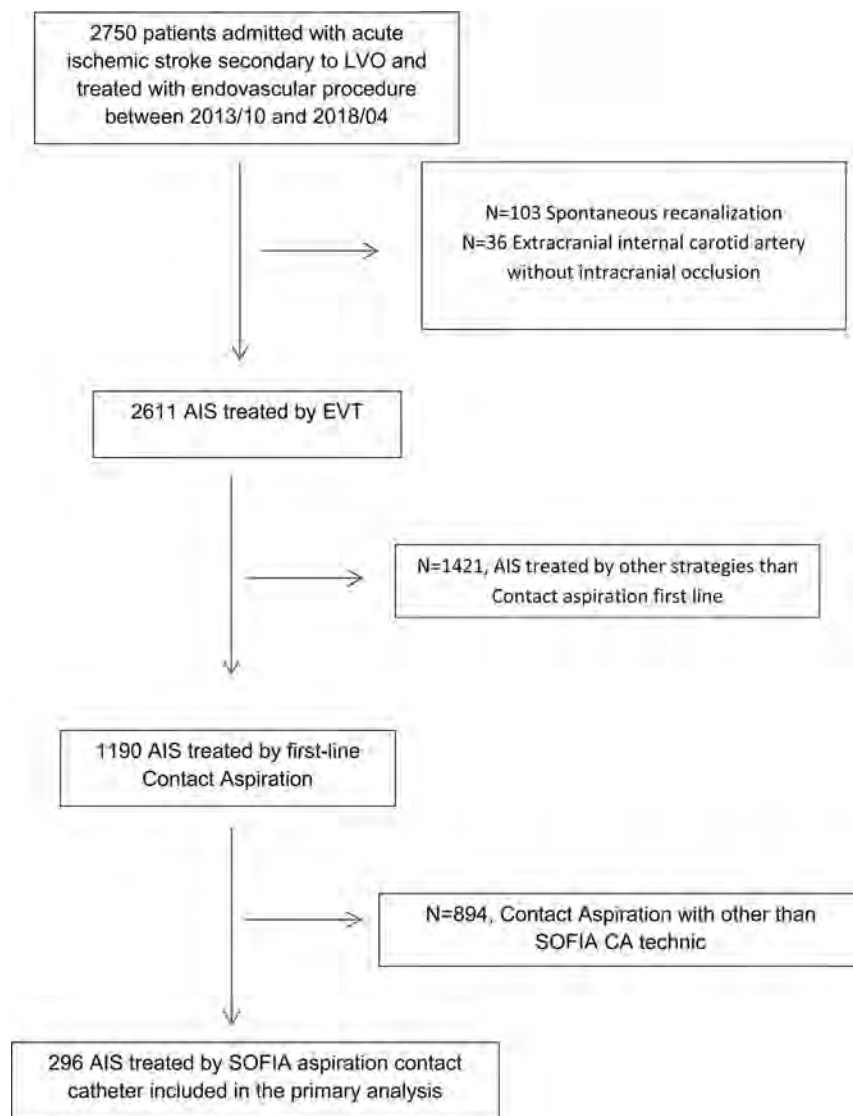 2750 patients admitted with acute
ischemic stroke secondary to LVO and
treated with endovascular procedure
between 2013/10 and 2018/04
N=103 Spontaneous recanalization
N=36 Extracranial internal carotid artery
without intracranial occlusion
2611 AIS treated by EVT
N=1421, AIS treated by other strategies than
Contact aspiration first line
1190 AIS treated by first-line
Contact Aspiration
N=894, Contact Aspiration with other than
SOFIA CA technic
296 AIS treated by SOFIA aspiration contact
catheter included in the primary analysis